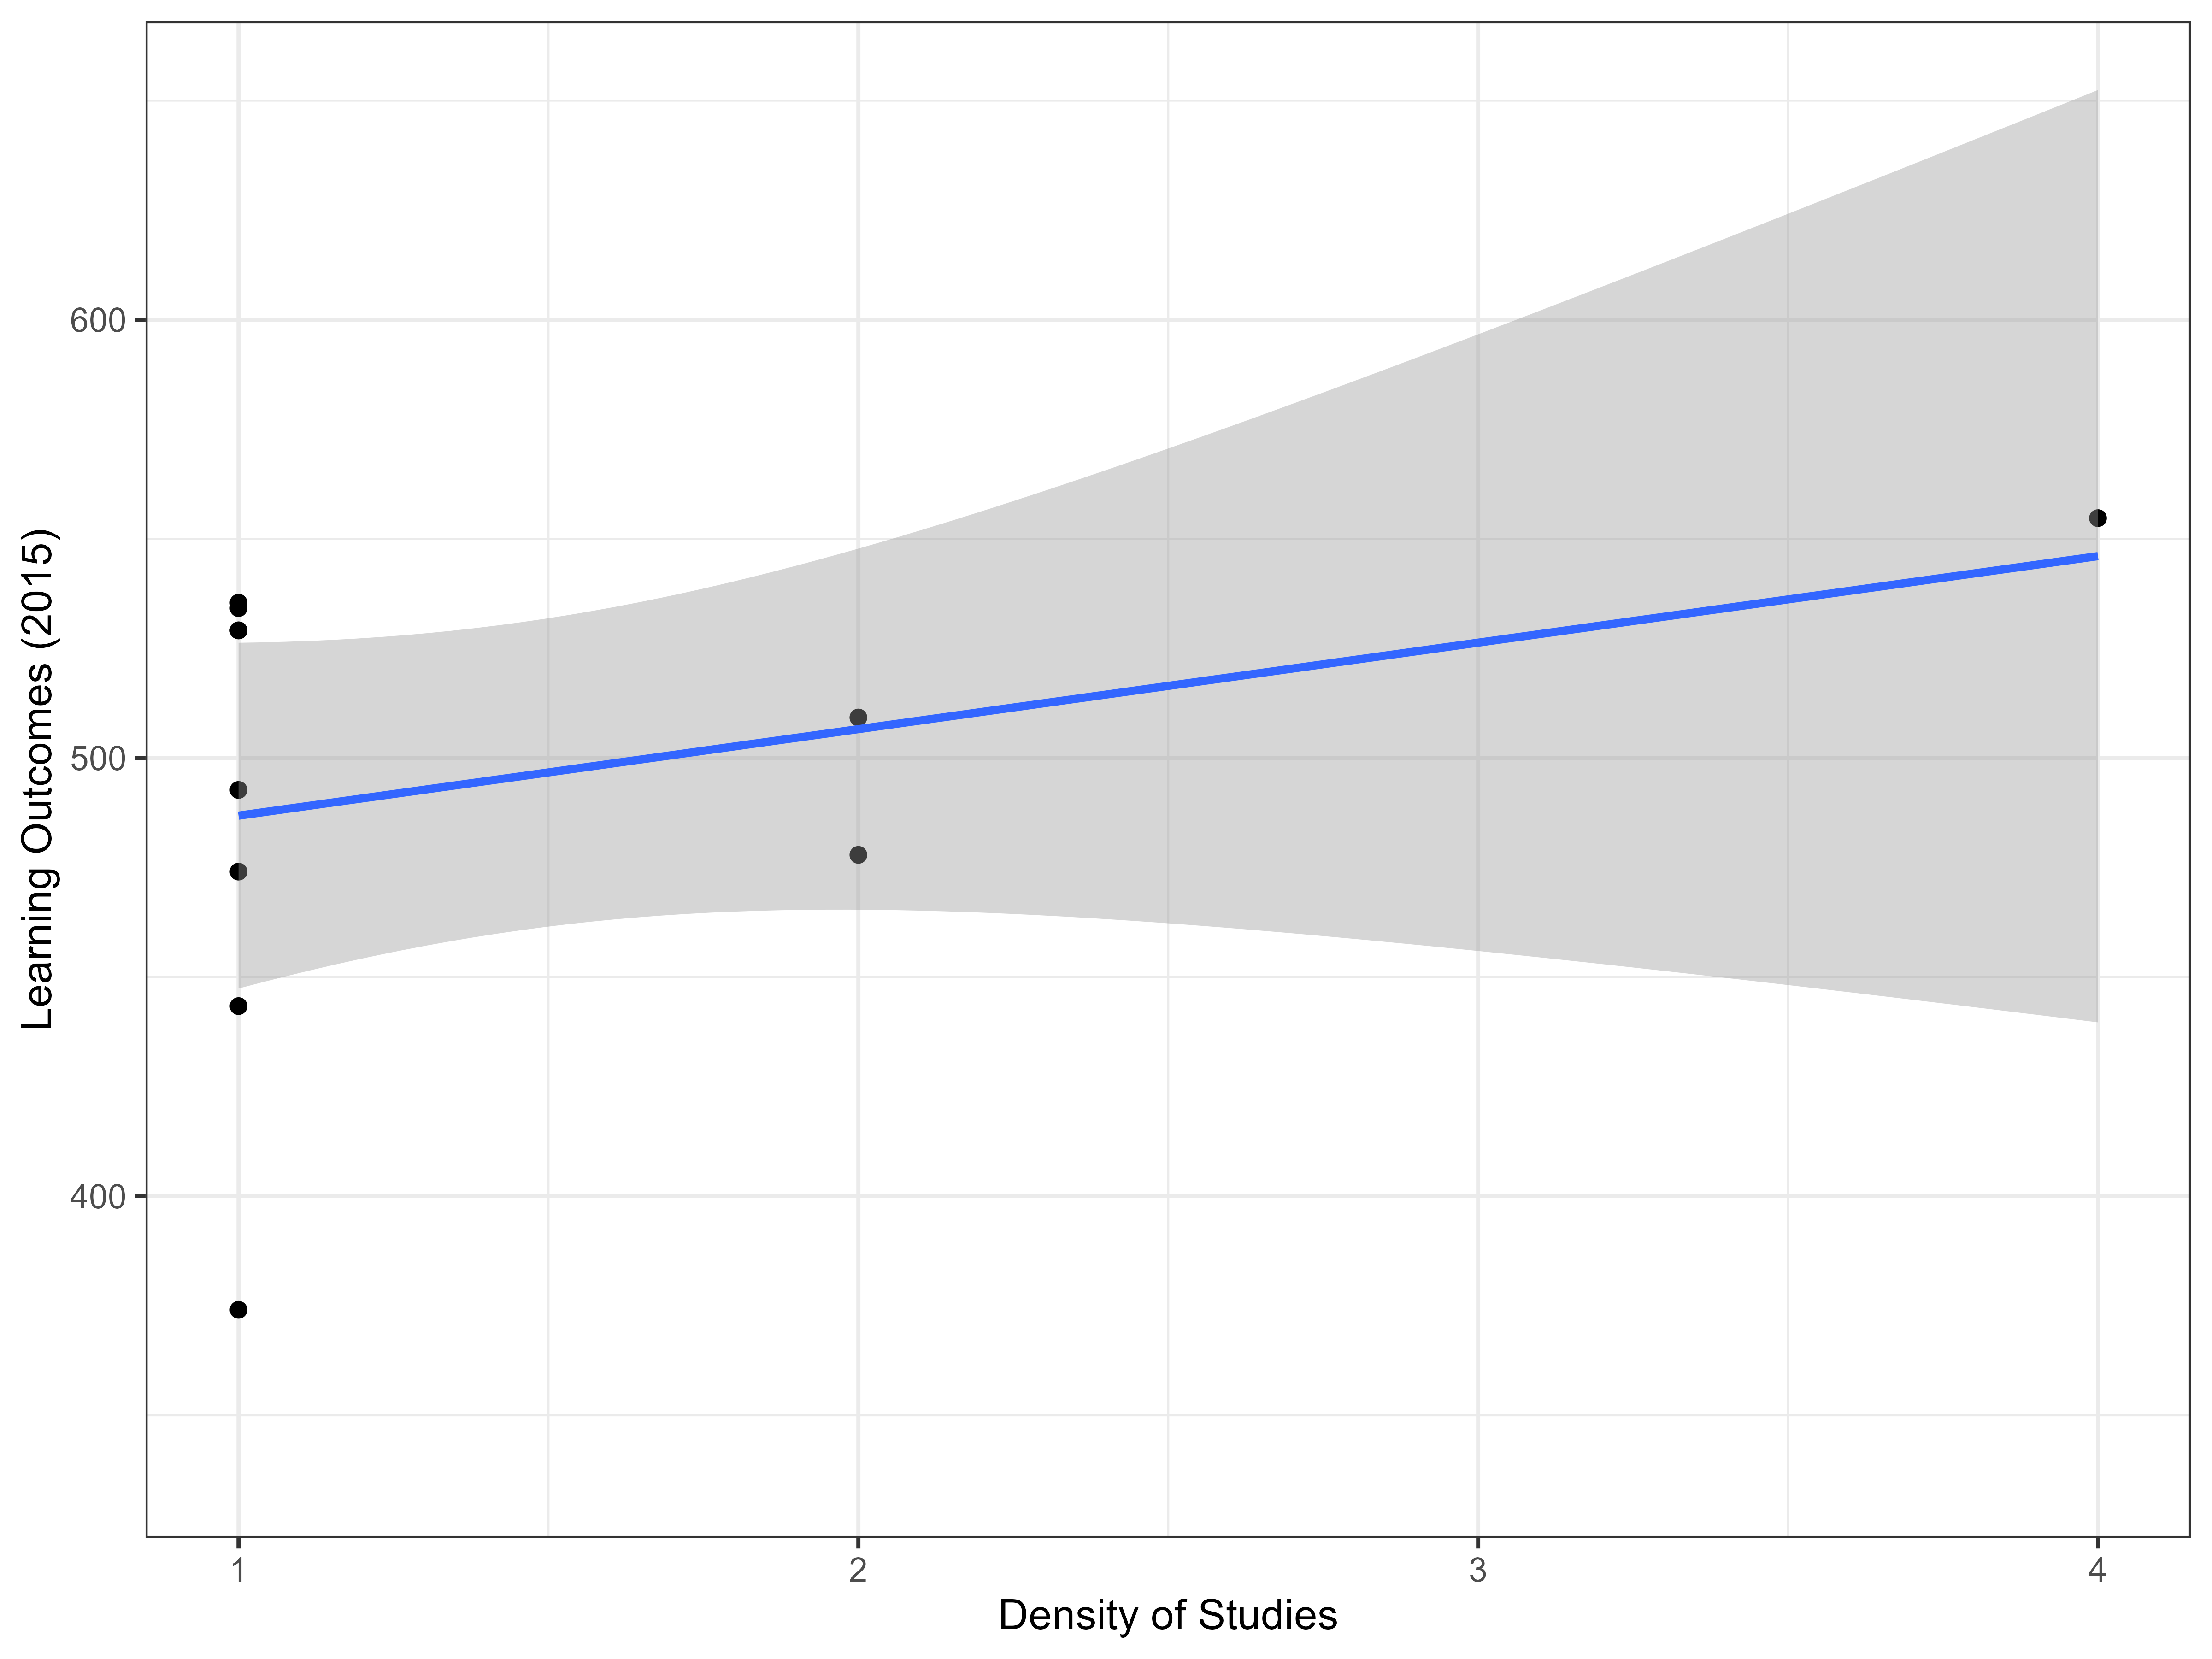 Learning Outcomes (2015)
600
500
400
1 2 3 4
Density of Studies